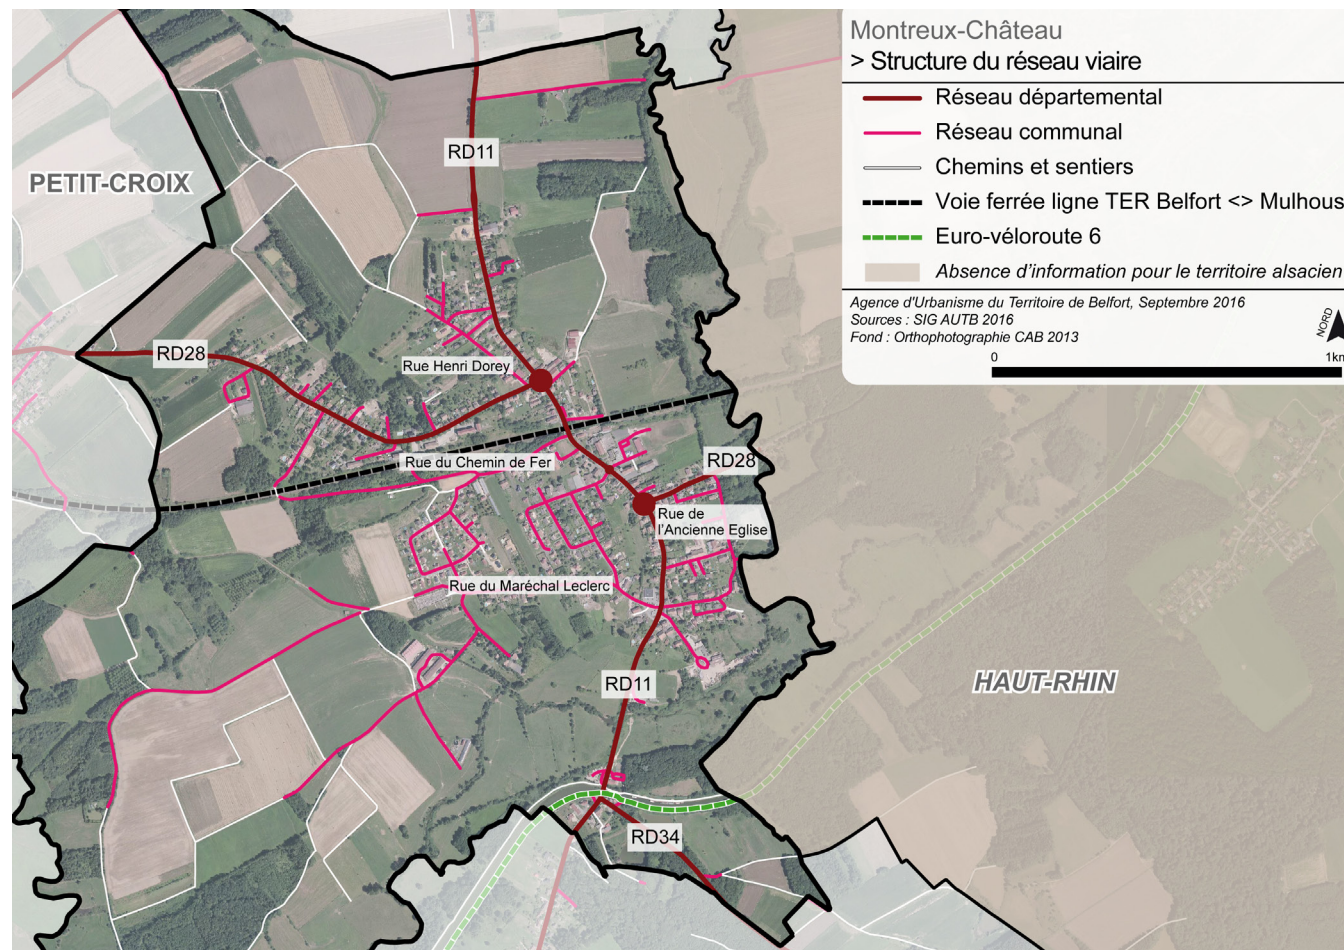 Montreux-Château
> Structure du réseau viaire
Réseau départemental
Réseau communal
Chemins et sentiers
Voie ferrée ligne TER Belfort <> Mulhous
Euro-véloroute 6
Absence d'information pour le territoire alsacien
Agence d'Urbanisme du Territoire de Belfort, Septembre 2016
Sources : SIG AUTB 2016
Fond : Orthophotographie CAB 2013
NORD
0
1km
RD11
PETIT-CROIX
RD28
Rue Henri Dorey
Rue du Chemin de Fer
RD28
Rue de
l'Ancienne Eglise
Rue du Maréchal Leclerc
RD11
HAUT-RHIN
RD34